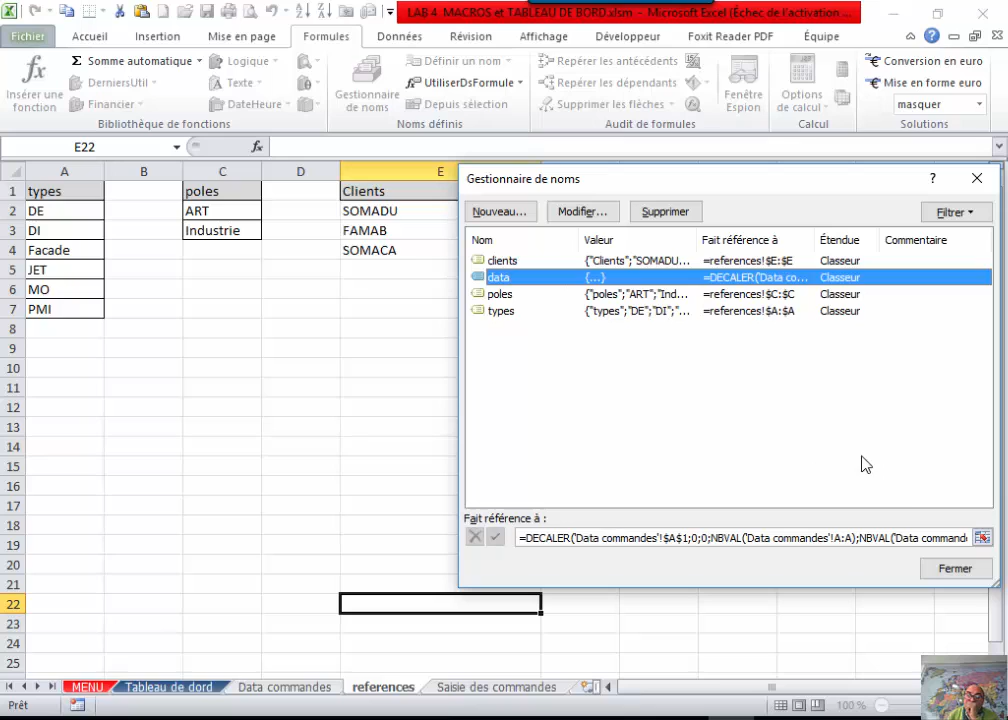 LAB 4: MACROS et TABLEAU DE BORD.xlsm - Microsoft Excel (Échec de l'activation ...
Fichier Accueil Insertion Mise en page Formules Données Révision Affichage Développeur Foxit Reader PDF Équipe
Insérer une fonction
Σ Somme automatique
DerniersUtil
Financier
Logique
Texte
DateHeure
Bibliothèque de fonctions
Gestionnaire de noms
Définir un nom
UtiliserDsFormule
Depuis sélection
Noms définis
Repérer les antécédents
Repérer les dépendants
Supprimer les flèches
Audit de formules
Fenêtre Espion
Options de calcul
Calcul
Conversion en euro
Mise en forme euro
masquer
Solutions
E22 fx
A B C D E
1 types poles Clients
2 DE ART SOMADU
3 DI Industrie FAMAB
4 Facade SOMACA
5 JET
6 MO
7 PMI
8
9
10
11
12
13
14
15
16
17
18
19
20
21
22
23
24
25
Gestionnaire de noms
Nouveau... Modifier... Supprimer Filtrer
Nom Valeur Fait référence à Étendue Commentaire
clients {"Clients";"SOMADU... =references!$E:$E Classeur
data {...} =DECALER('Data co... Classeur
poles {"poles";"ART";"Ind... =references!$C:$C Classeur
types {"types";"DE";"DI";"... =references!$A:$A Classeur
Fait référence à :
=DECALER('Data commandes'!$A$1;0;0;NBVAL('Data commandes'!A:A);NBVAL('Data commande
Fermer
MENU Tableau de bord Data commandes references Saisie des commandes
Prêt 100 %